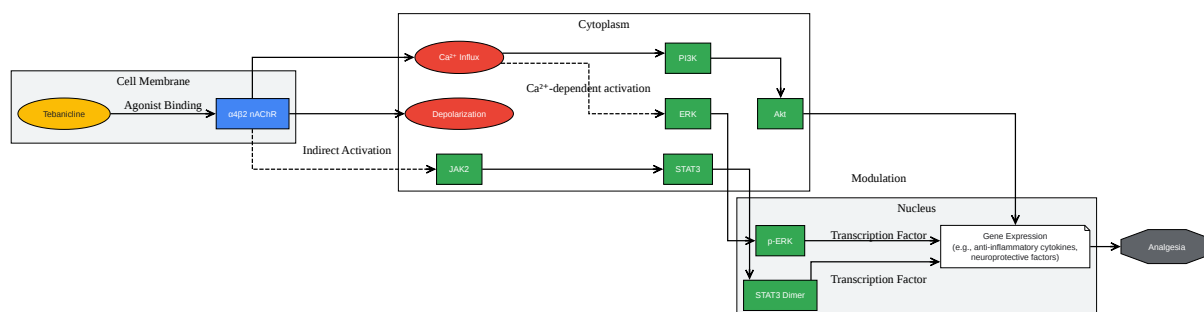 Cytoplasm
Cell Membrane
Tebanicline
Agonist Binding
α4β2 nAChR
Ca²⁺ Influx
PI3K
Ca²⁺-dependent activation
Depolarization
ERK
Akt
Indirect Activation
JAK2
STAT3
Modulation
Nucleus
p-ERK
Transcription Factor
Gene Expression
(e.g., anti-inflammatory cytokines,
neuroprotective factors)
Analgesia
Transcription Factor
STAT3 Dimer